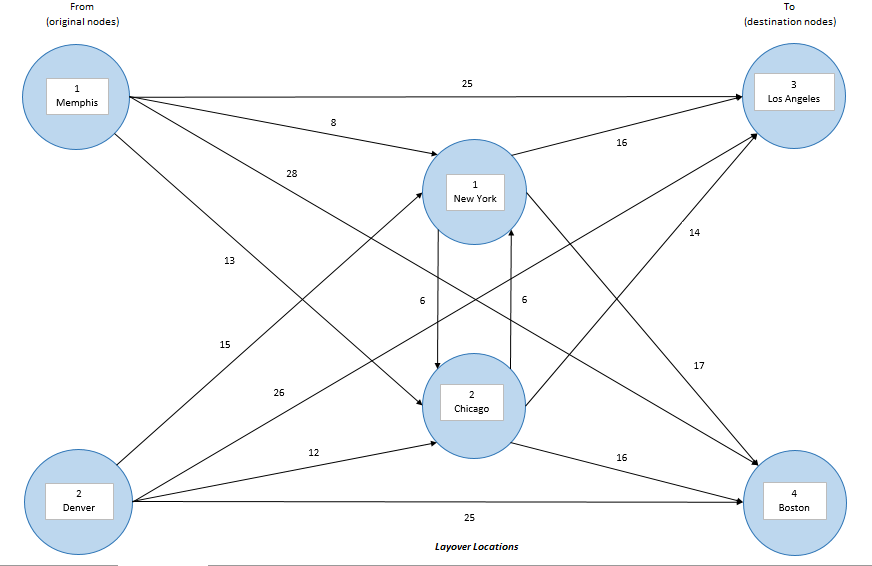 From
(original nodes)
To
(destination nodes)
1
Memphis
25
3
Los Angeles
8
16
28
1
New York
14
13
6
6
15
17
26
2
Chicago
12
16
2
Denver
4
Boston
25
Layover Locations